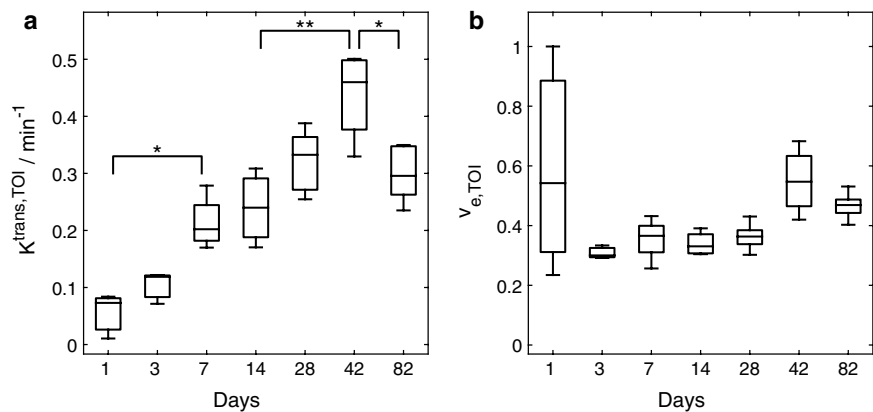 a
**
*
*
K^trans,TOI / min^-1
0.5
0.4
0.3
0.2
0.1
0
1 3 7 14 28 42 82
Days
b
v_e,TOI
1
0.8
0.6
0.4
0.2
0
1 3 7 14 28 42 82
Days